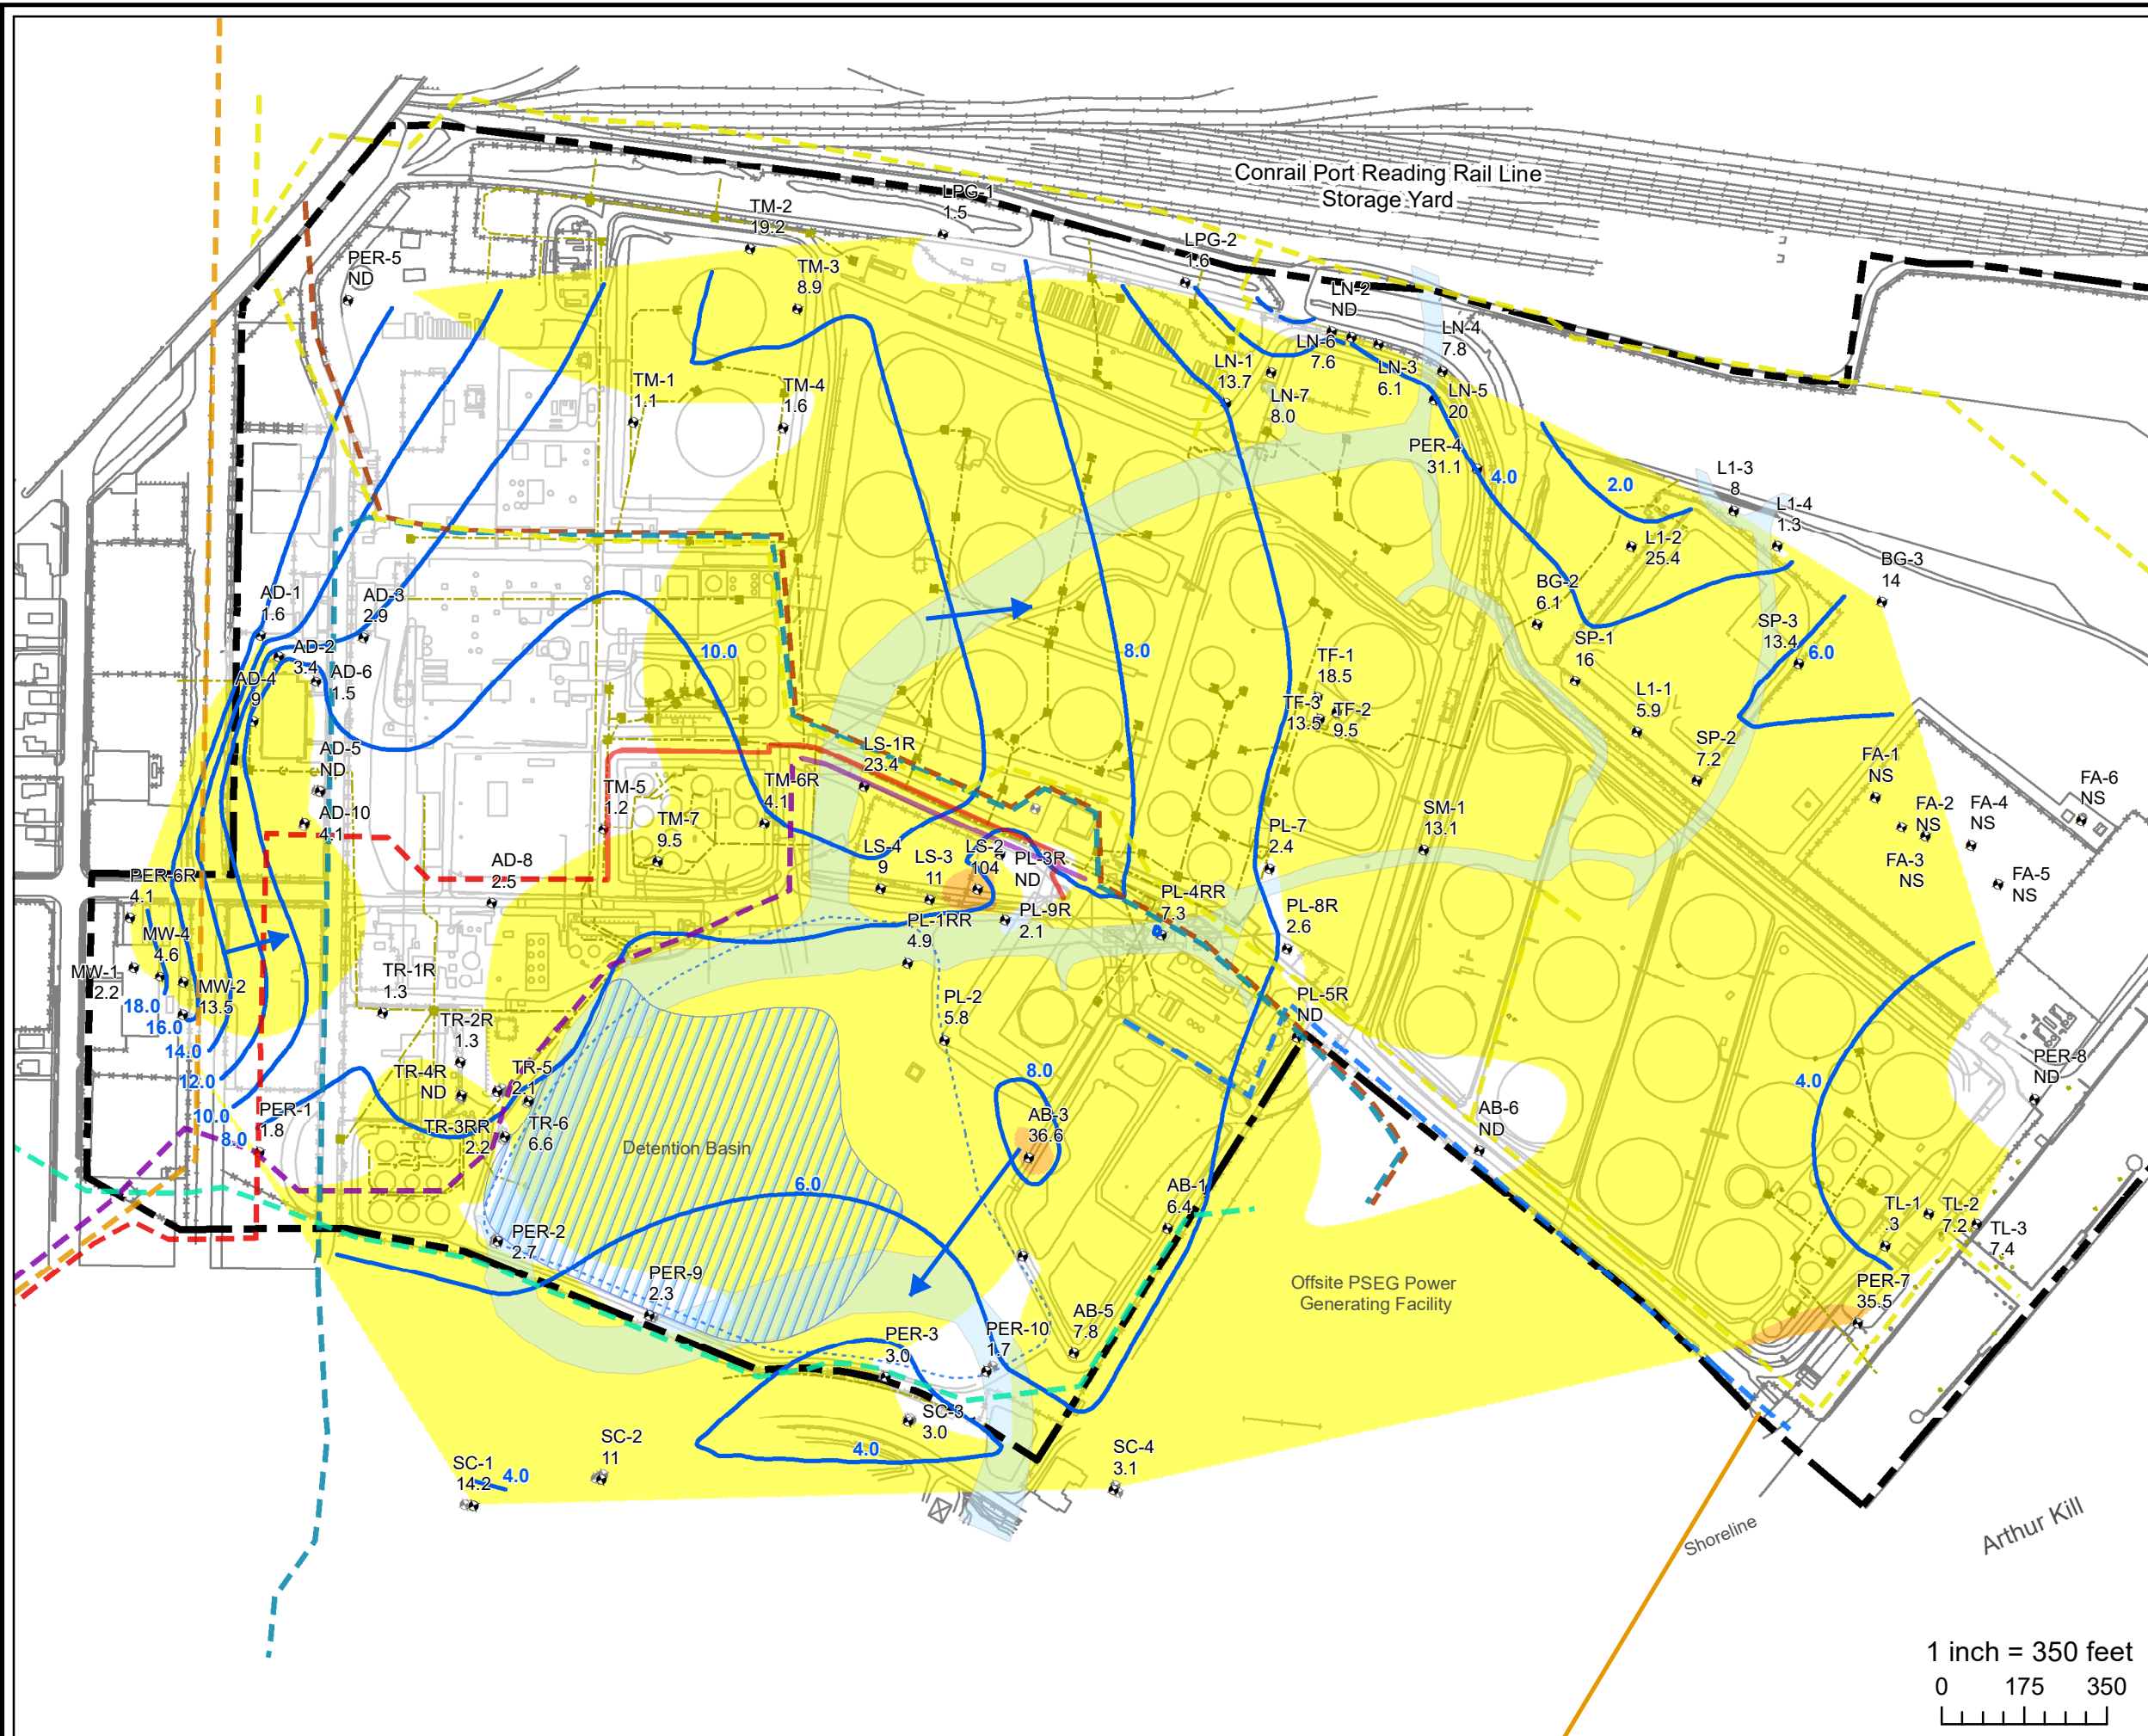 Conrail Port Reading Rail Line
Storage Yard
LPG-1
1.5
TM-2
19.2
LPG-2
1.6
PER-5
ND
TM-3
8.9
LN-2
ND
LN-4
7.8
LN-6
7.6
LN-1
13.7
LN-3
6.1
LN-7
8.0
LN-5
20
TM-1
1.1
TM-4
1.6
PER-4
31.1
4.0
2.0
L1-3
8
L1-4
1.3
L1-2
25.4
BG-3
14
BG-2
6.1
AD-1
1.6
AD-3
2.9
SP-3
13.4
SP-1
16
6.0
AD-2
3.4
AD-6
1.5
AD-4
9
10.0
8.0
TF-1
18.5
TF-3
13.5
TF-2
9.5
L1-1
5.9
SP-2
7.2
AD-5
ND
LS-1R
23.4
FA-1
NS
FA-6
NS
FA-2
NS
FA-4
NS
FA-3
NS
FA-5
NS
TM-5
1.2
TM-6R
4.1
TM-7
9.5
AD-10
4.1
SM-1
13.1
PL-7
2.4
LS-4
9
LS-3
11
LS-2
104
PL-3R
ND
AD-8
2.5
PER-6R
4.1
PL-4RR
7.3
PL-1RR
4.9
PL-9R
2.1
PL-8R
2.6
MW-4
4.6
MW-1
2.2
MW-2
13.5
TR-1R
1.3
PL-2
5.8
PL-5R
ND
18.0
16.0
14.0
12.0
10.0
8.0
TR-2R
1.3
TR-4R
ND
TR-5
2.1
8.0
4.0
PER-8
ND
PER-1
1.8
TR-3RR
2.2
TR-6
6.6
Detention Basin
AB-3
36.6
AB-6
ND
6.0
AB-1
6.4
TL-1
.3
TL-2
7.2
TL-3
7.4
PER-2
2.7
PER-9
2.3
Offsite PSEG Power
Generating Facility
PER-7
35.5
PER-3
3.0
PER-10
1.7
AB-5
7.8
SC-3
3.0
4.0
SC-2
11
SC-1
14.2
4.0
SC-4
3.1
Shoreline
Arthur Kill
1 inch = 350 feet
0 175 350